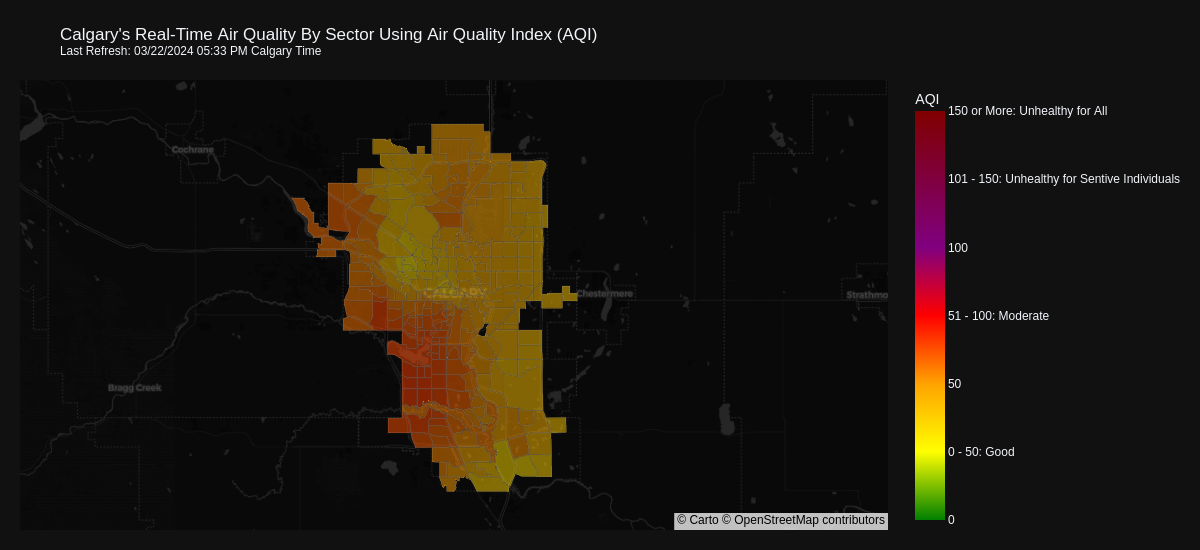 Calgary's Real-Time Air Quality By Sector Using Air Quality Index (AQI)
Last Refresh: 03/22/2024 05:33 PM Calgary Time
AQI
150 or More: Unhealthy for All
Cochrane
101 - 150: Unhealthy for Sentive Individuals
100
CALGARY
Chestermere
Strathmo
51 - 100: Moderate
50
Bragg Creek
0 - 50: Good
0
© Carto © OpenStreetMap contributors